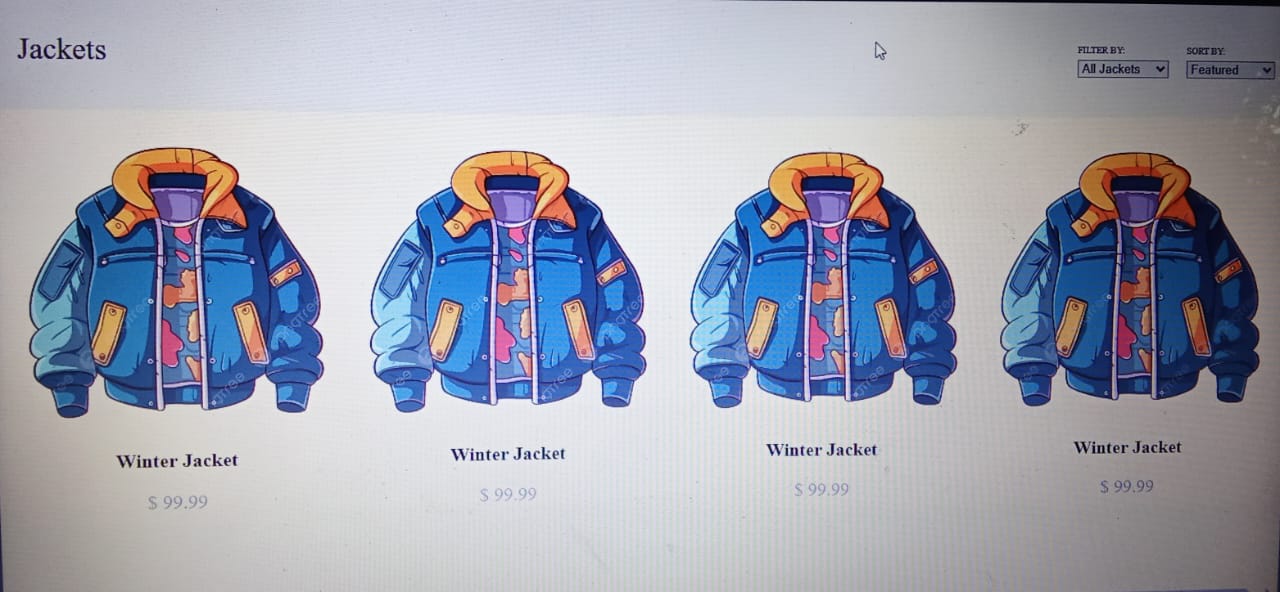 Jackets
FILTER BY:
SORT BY:
All Jackets
Featured
Winter Jacket
Winter Jacket
Winter Jacket
Winter Jacket
$ 99.99
$ 99.99
$ 99.99
$ 99.99